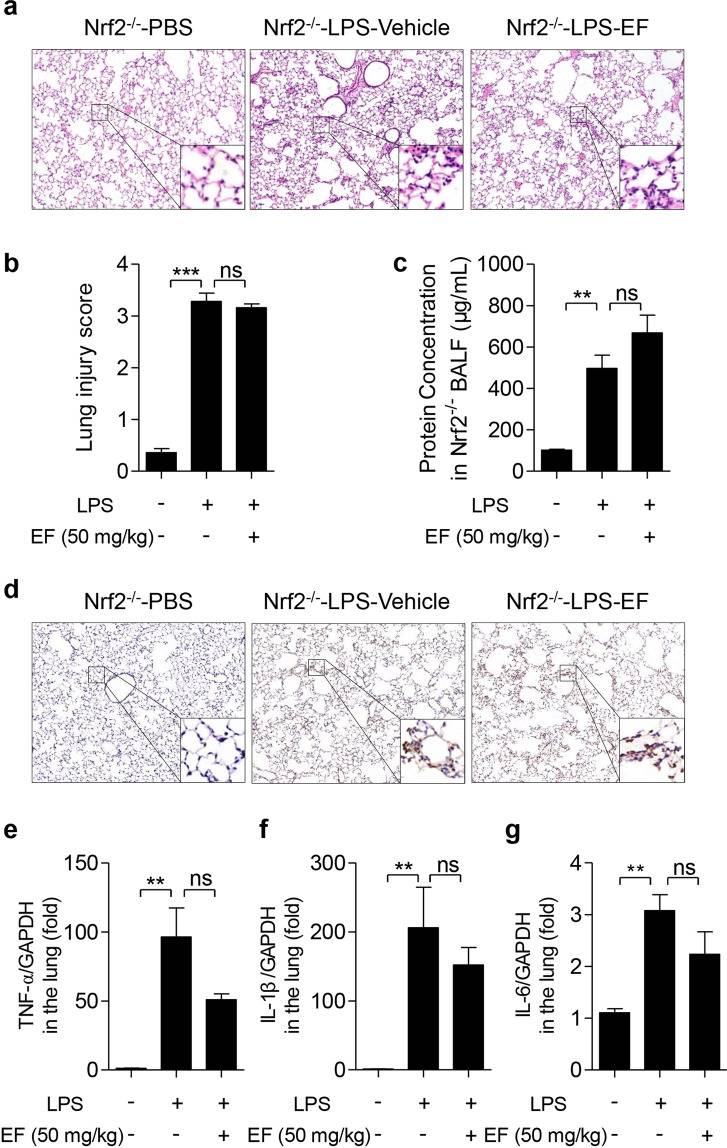 a
Nrf2⁻/⁻-PBS
Nrf2⁻/⁻-LPS-Vehicle
Nrf2⁻/⁻-LPS-EF
b
Lung injury score
4
3
2
1
0
***
ns
LPS - + +
EF (50 mg/kg) - - +
c
Protein Concentration
in Nrf2⁻/⁻ BALF (µg/mL)
1000
800
600
400
200
0
**
ns
LPS - + +
EF (50 mg/kg) - - +
d
Nrf2⁻/⁻-PBS
Nrf2⁻/⁻-LPS-Vehicle
Nrf2⁻/⁻-LPS-EF
e
TNF-α/GAPDH
in the lung (fold)
150
100
50
0
**
ns
LPS - + +
EF (50 mg/kg) - - +
f
IL-1β/GAPDH
in the lung (fold)
300
200
100
0
**
ns
LPS - + +
EF (50 mg/kg) - - +
g
IL-6/GAPDH
in the lung (fold)
4
3
2
1
0
**
ns
LPS - + +
EF (50 mg/kg) - - +